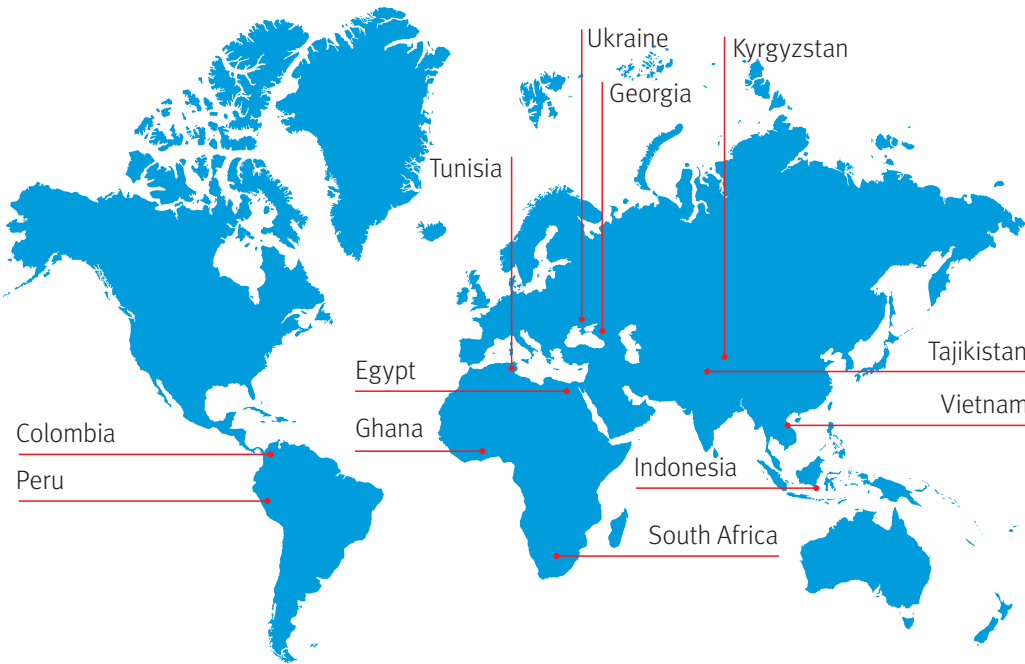 Ukraine
Kyrgyzstan
Georgia
Tunisia
Tajikistan
Egypt
Vietnam
Ghana
Colombia
Indonesia
Peru
South Africa